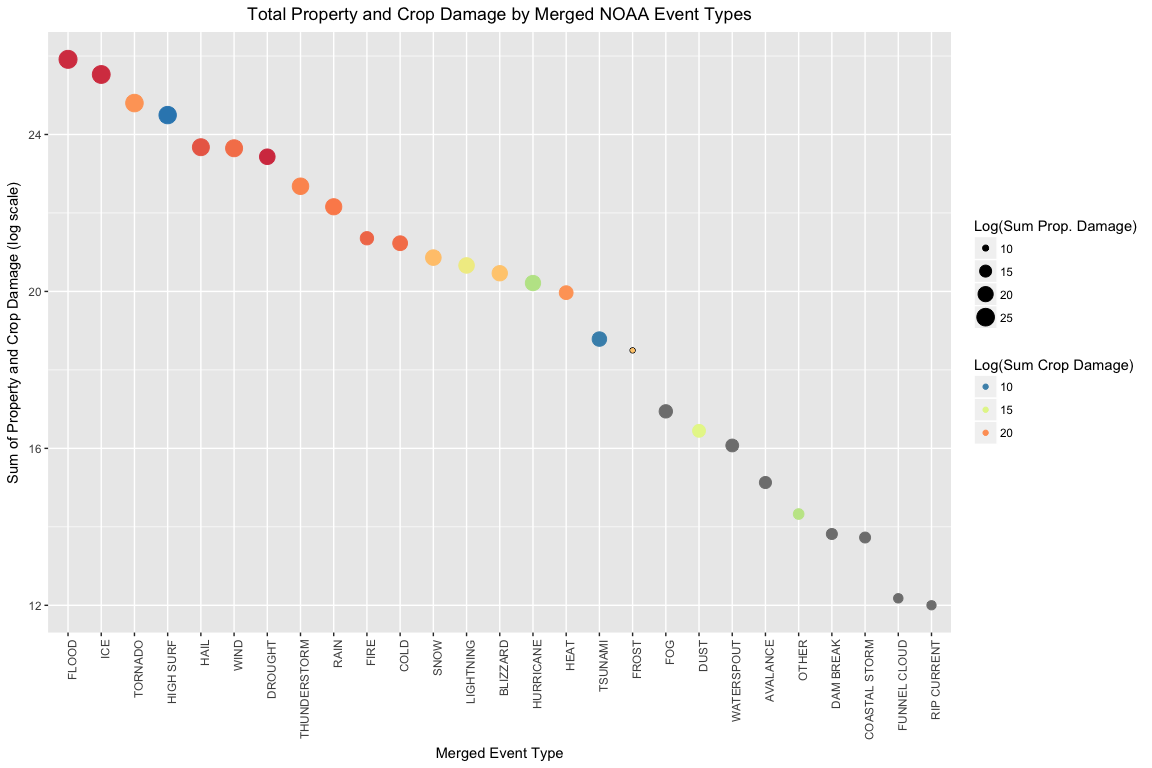 Total Property and Crop Damage by Merged NOAA Event Types
Sum of Property and Crop Damage (log scale)
24
20
16
12
FLOOD
ICE
TORNADO
HIGH SURF
HAIL
WIND
DROUGHT
THUNDERSTORM
RAIN
FIRE
COLD
SNOW
LIGHTNING
BLIZZARD
HURRICANE
HEAT
TSUNAMI
FROST
FOG
DUST
WATERSPOUT
AVALANCE
OTHER
DAM BREAK
COASTAL STORM
FUNNEL CLOUD
RIP CURRENT
Merged Event Type
Log(Sum Prop. Damage)
10
15
20
25
Log(Sum Crop Damage)
10
15
20